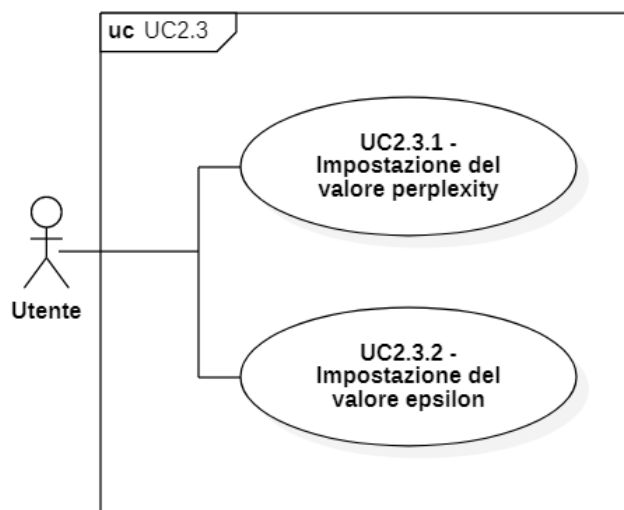 uc UC2.3
UC2.3.1 -
Impostazione del
valore perplexity
Utente
UC2.3.2 -
Impostazione del
valore epsilon